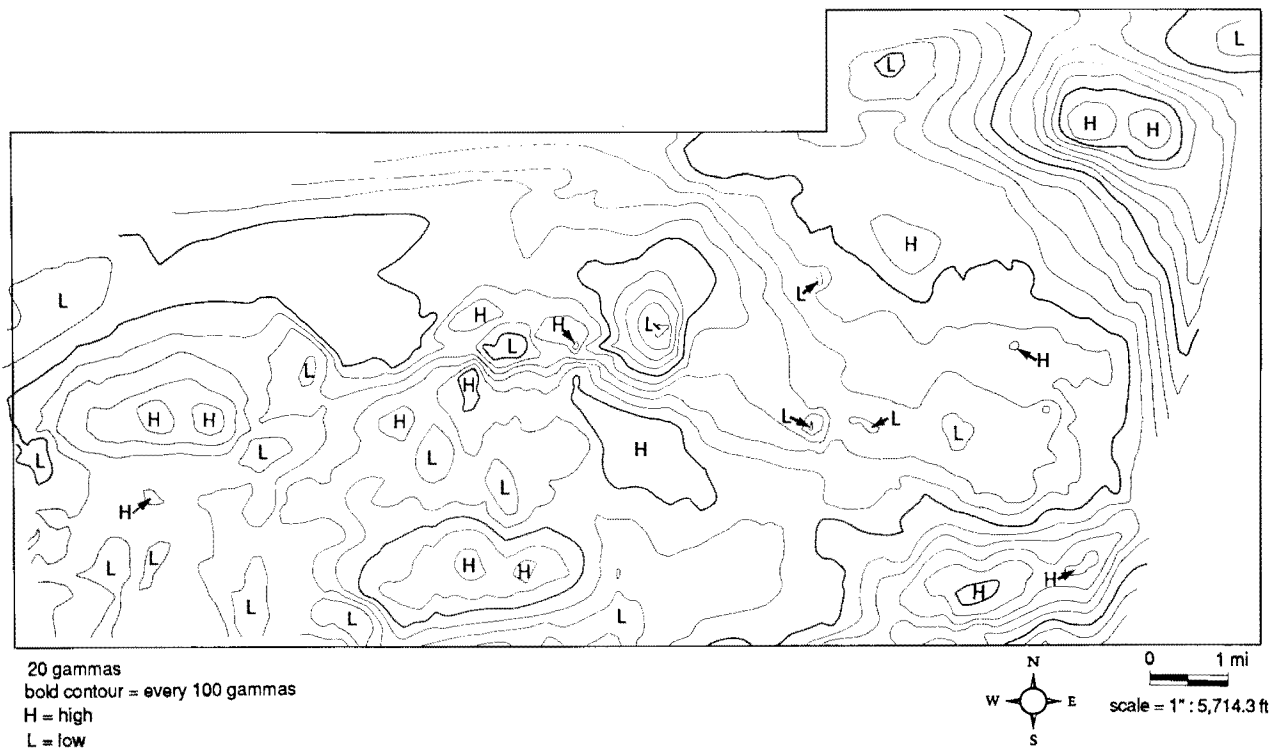 L
L
H H
H
L
L
H
H L
L
H
L
H
L L
H H H
L
L H
L
L
L
H
L
L H
H
H
H
L
L L
20 gammas
bold contour = every 100 gammas
H = high
L = low
N
W E
S
0 1 mi
scale = 1" : 5,714.3 ft